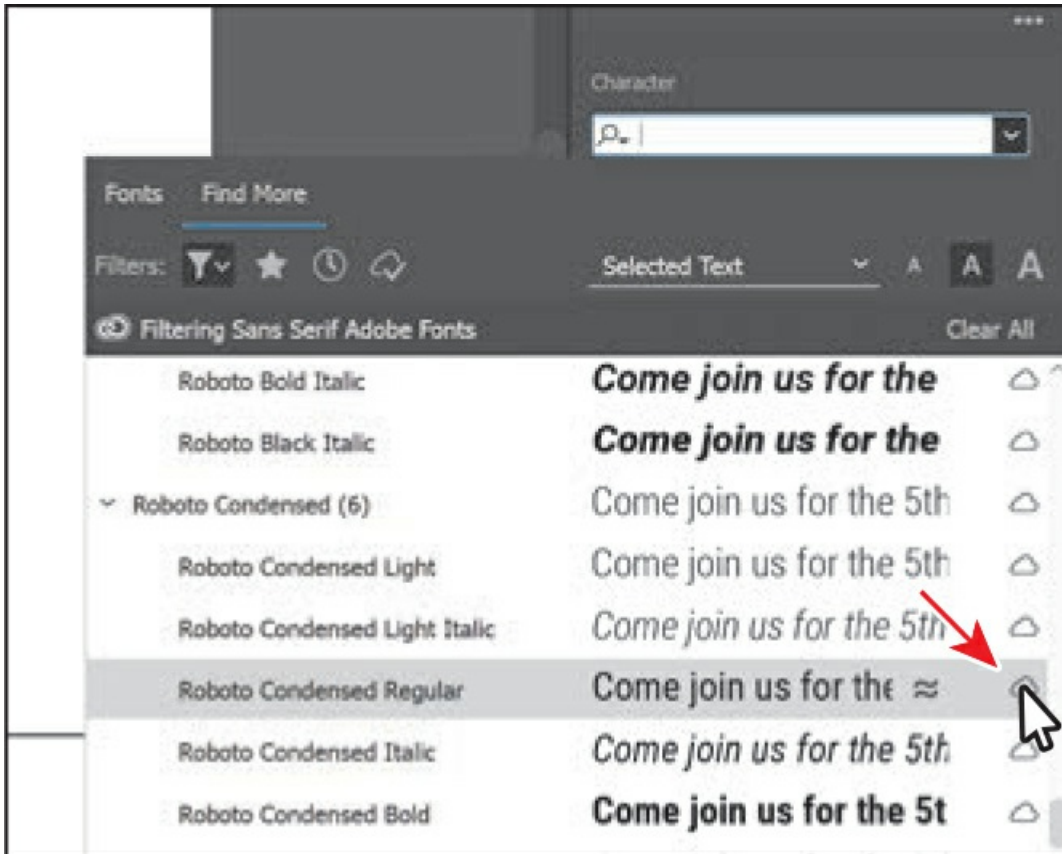 Character
Fonts Find More
Filters: Selected Text A A A
Filtering Sans Serif Adobe Fonts Clear All
Roboto Bold Italic Come join us for the
Roboto Black Italic Come join us for the
Roboto Condensed (6) Come join us for the 5th
Roboto Condensed Light Come join us for the 5th
Roboto Condensed Light Italic Come join us for the 5th
Roboto Condensed Regular Come join us for the ≈
Roboto Condensed Italic Come join us for the 5th
Roboto Condensed Bold Come join us for the 5t